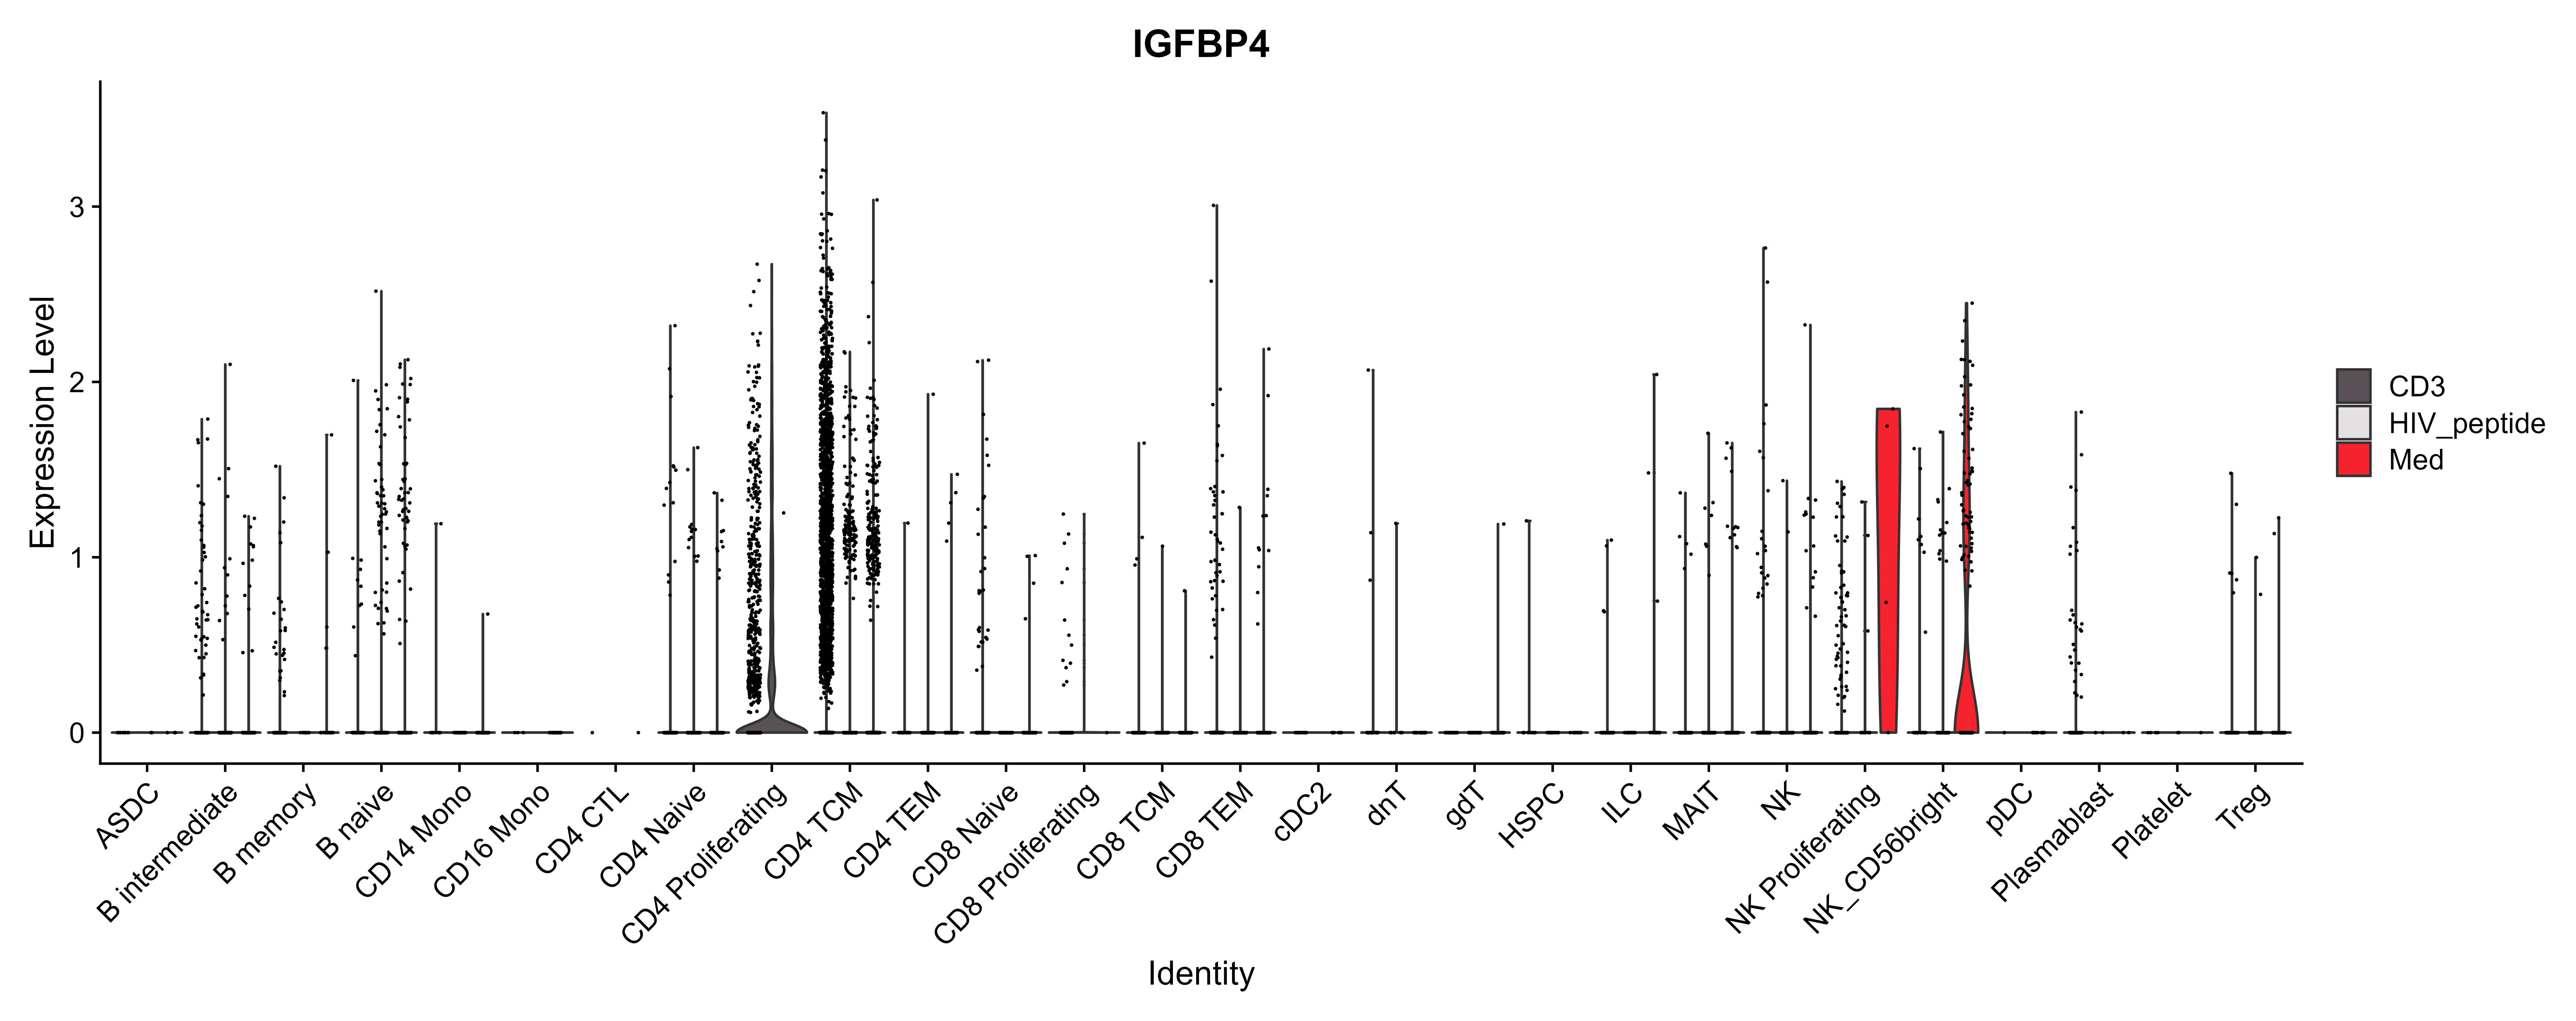 IGFBP4
Expression Level
3
2
1
0
ASDC
B intermediate
B memory
B naive
CD14 Mono
CD16 Mono
CD4 CTL
CD4 Naive
CD4 Proliferating
CD4 TCM
CD4 TEM
CD8 Naive
CD8 Proliferating
CD8 TCM
CD8 TEM
cDC2
dnT
gdT
HSPC
ILC
MAIT
NK
NK Proliferating
NK_CD56bright
pDC
Plasmablast
Platelet
Treg
Identity
CD3
HIV_peptide
Med